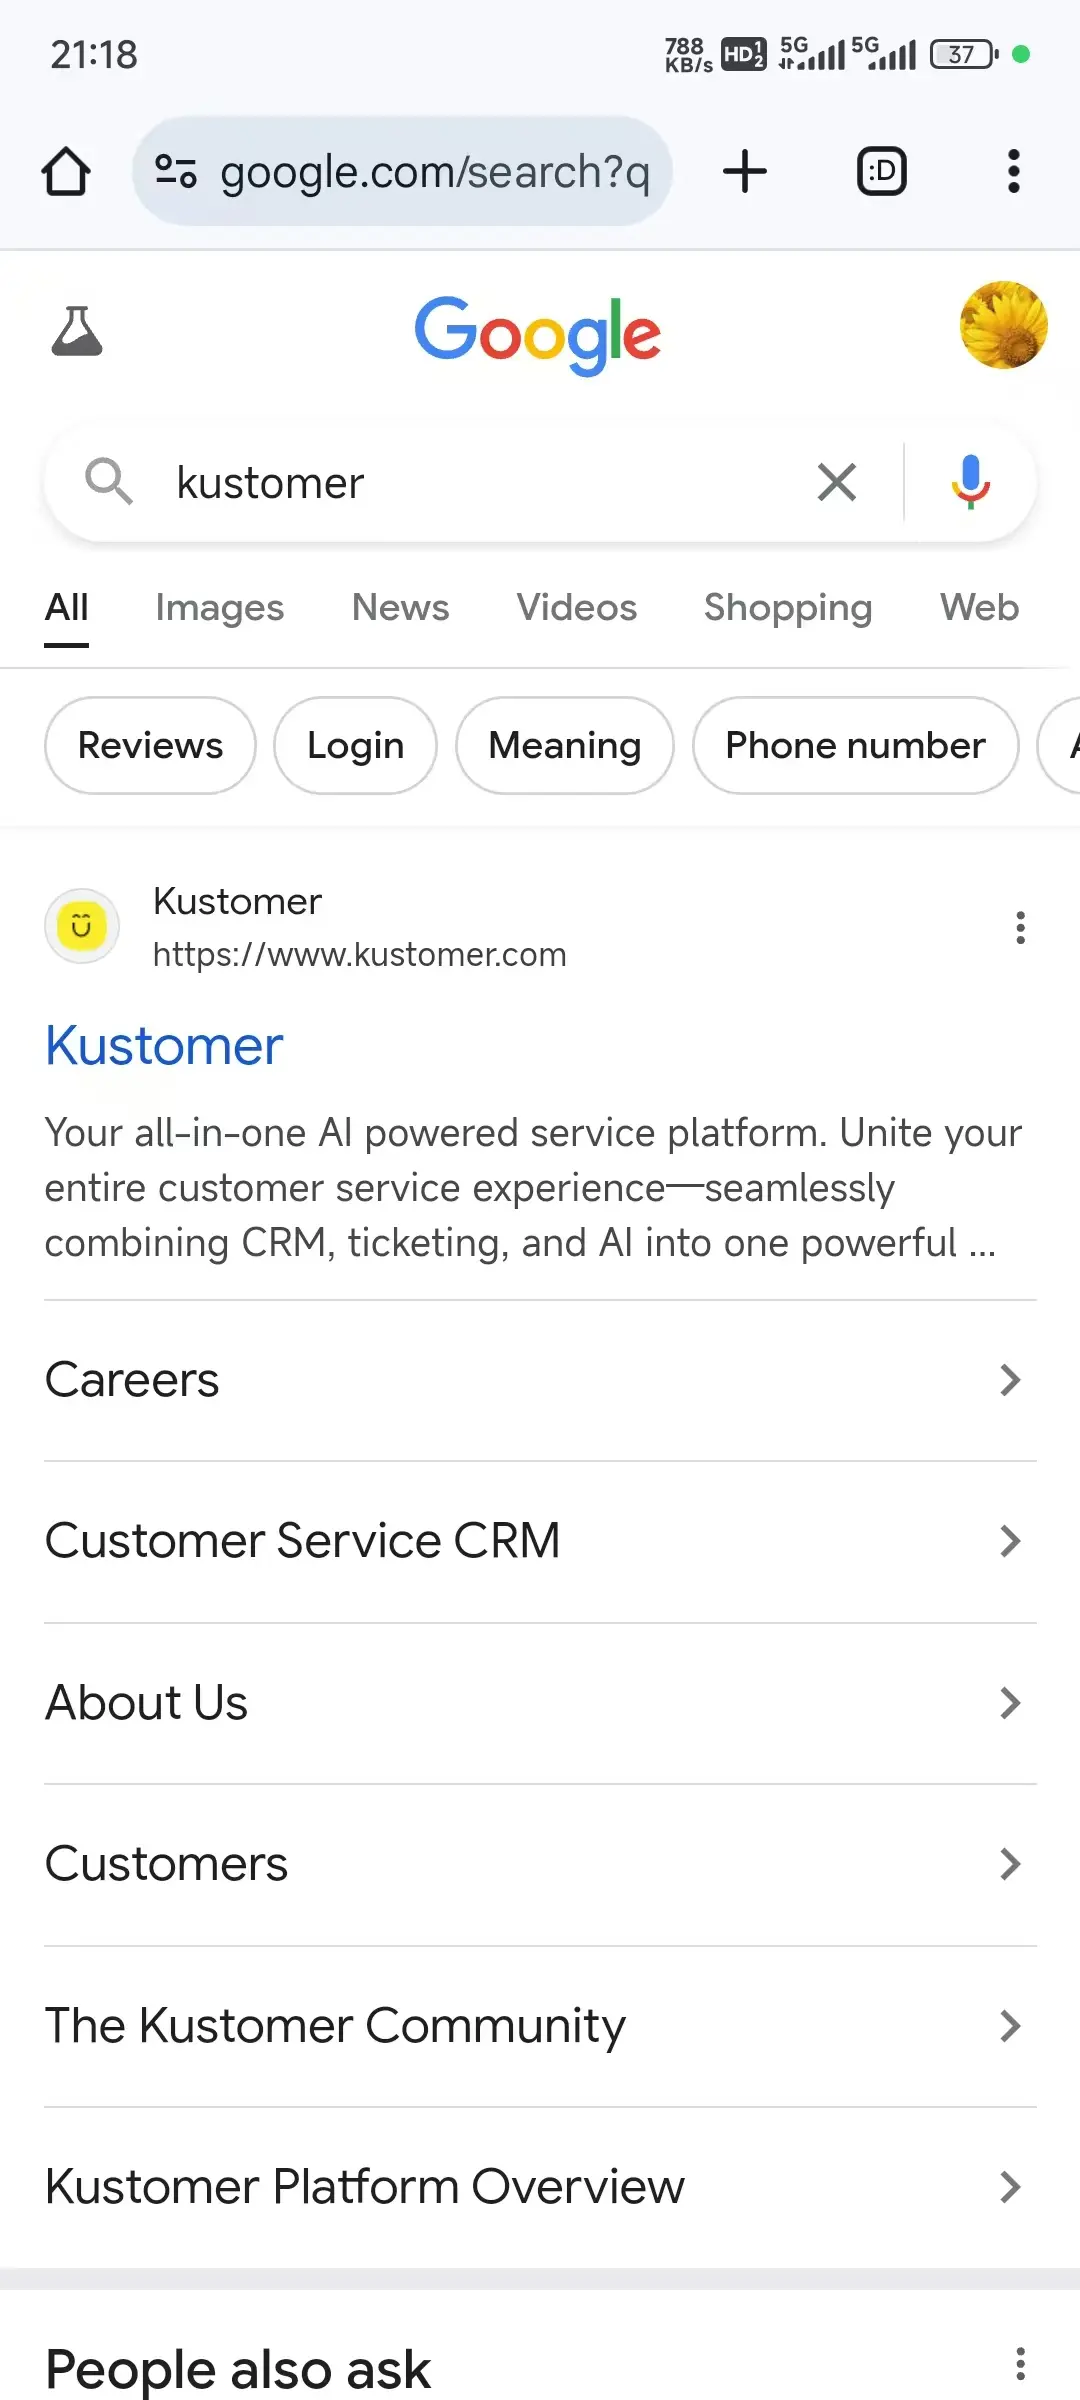 21:18
788 KB/s HD 1 2 5G 5G 37
google.com/search?q
:D
Google
kustomer
All Images News Videos Shopping Web
Reviews Login Meaning Phone number
Kustomer
https://www.kustomer.com
Kustomer
Your all-in-one AI powered service platform. Unite your
entire customer service experience—seamlessly
combining CRM, ticketing, and AI into one powerful ...
Careers
Customer Service CRM
About Us
Customers
The Kustomer Community
Kustomer Platform Overview
People also ask